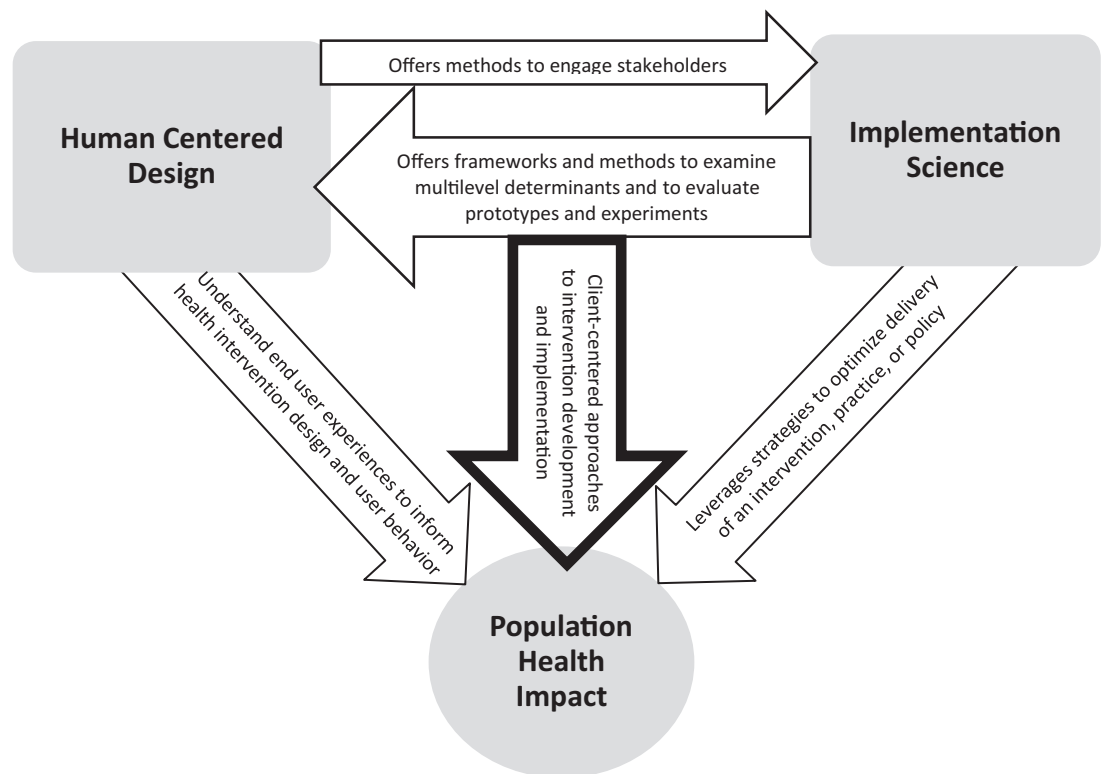 Offers methods to engage stakeholders
Human Centered
Design
Implementation
Science
Offers frameworks and methods to examine
multilevel determinants and to evaluate
prototypes and experiments
Understand end user experiences to inform
health intervention design and user behavior
Client-centered approaches
to intervention development
and implementation
Leverages strategies to optimize delivery
of an intervention, practice, or policy
Population
Health
Impact